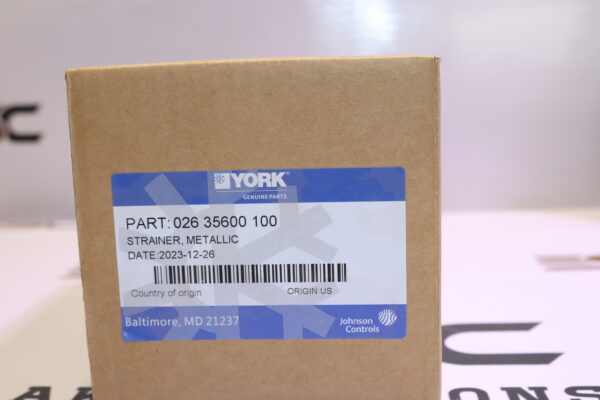 YORK
GENUINE PARTS
PART: 026 35600 100
STRAINER, METALLIC
DATE:2023-12-26
Country of origin ORIGIN US
Baltimore, MD 21237
Johnson
Controls